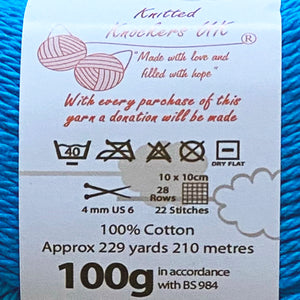 Knitted
Knockers UK ®
"Made with love and
filled with hope"
With every purchase of this
yarn a donation will be made
40
DRY FLAT
10 x 10cm
28
Rows
4 mm US 6 22 Stitches
100% Cotton
Approx 229 yards 210 metres
100g in accordance
with BS 984